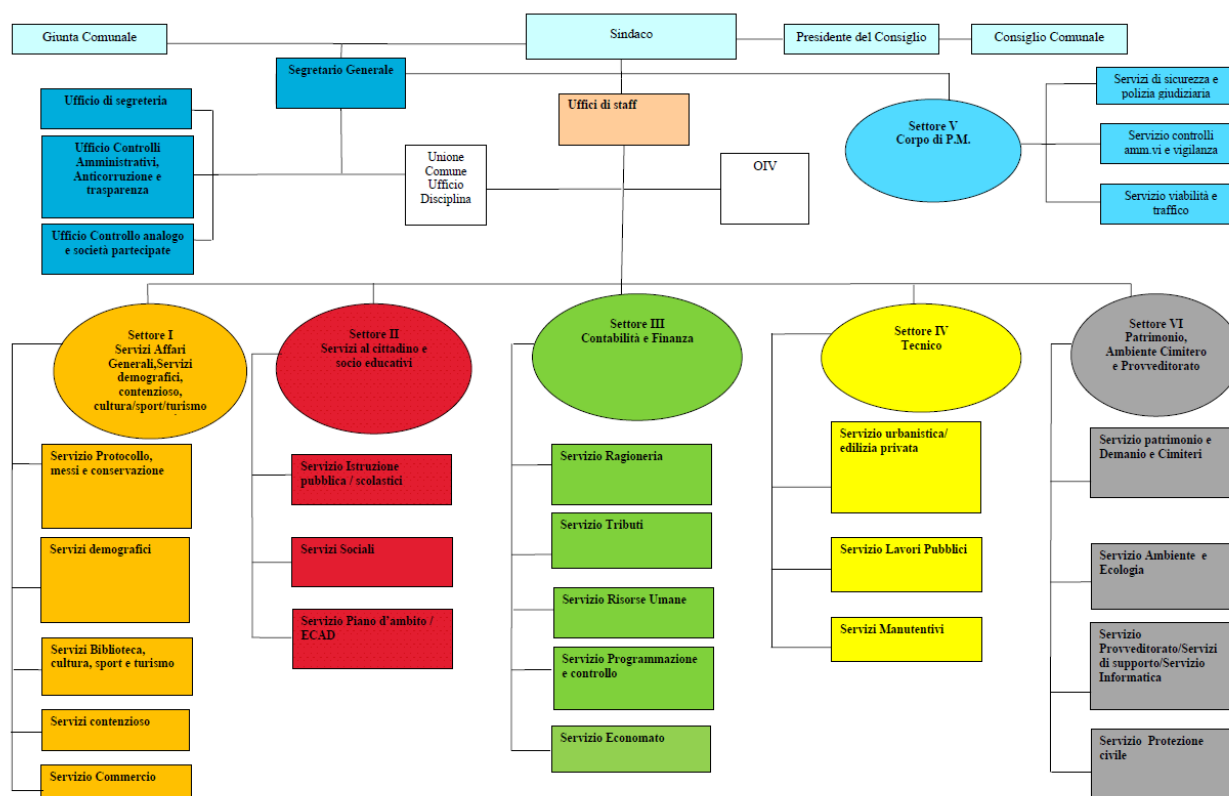 Giunta Comunale
Sindaco
Presidente del Consiglio
Consiglio Comunale
Segretario Generale
Uffici di staff
Ufficio di segreteria
Ufficio Controlli
Amministrativi,
Anticorruzione e
trasparenza
Ufficio Controllo analogo
e società partecipate
Unione
Comune
Ufficio
Disciplina
OIV
Settore V
Corpo di P.M.
Servizi di sicurezza e
polizia giudiziaria
Servizio controlli
amm.vi e vigilanza
Servizio viabilità e
traffico
Settore I
Servizi Affari
Generali,Servizi
demografici,
contenzioso,
cultura/sport/turismo
Servizio Protocollo,
messi e conservazione
Servizi demografici
Servizi Biblioteca,
cultura, sport e turismo
Servizi contenzioso
Servizio Commercio
Settore II
Servizi al cittadino e
socio educativi
Servizio Istruzione
pubblica / scolastici
Servizi Sociali
Servizio Piano d'ambito /
ECAD
Settore III
Contabilità e Finanza
Servizio Ragioneria
Servizio Tributi
Servizio Risorse Umane
Servizio Programmazione
e controllo
Servizio Economato
Settore IV
Tecnico
Servizio urbanistica/
edilizia privata
Servizio Lavori Pubblici
Servizi Manutentivi
Settore VI
Patrimonio,
Ambiente Cimitero
e Provveditorato
Servizio patrimonio e
Demanio e Cimiteri
Servizio Ambiente e
Ecologia
Servizio
Provveditorato/Servizi
di supporto/Servizio
Informatica
Servizio Protezione
civile